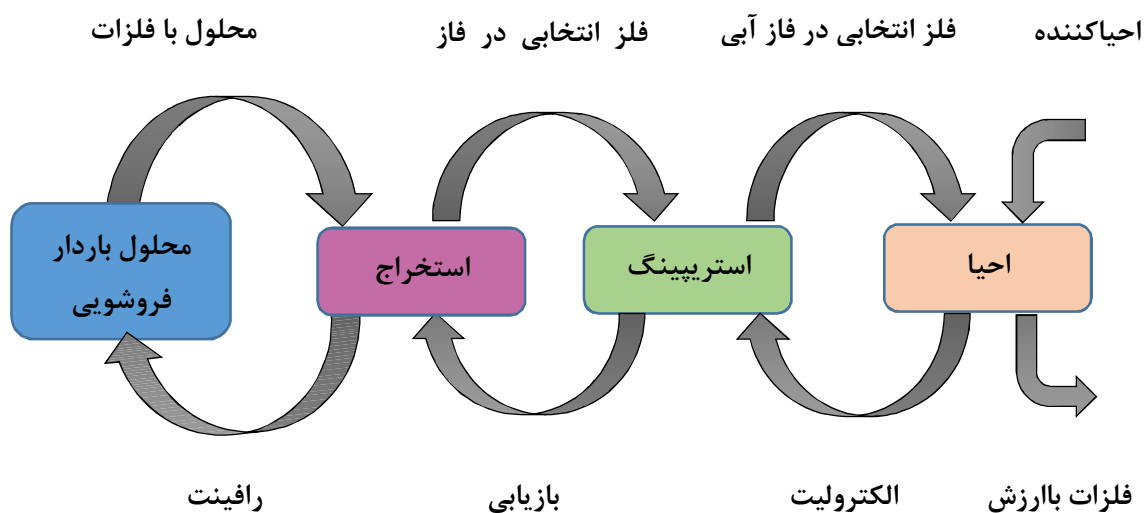 احیاکننده
فلز انتخابی در فاز آبی
فلز انتخابی در فاز
محلول با فلزات
احیا
استریپینگ
استخراج
محلول باردار
فروشویی
فلزات باارزش
الکترولیت
بازیابی
رافینت